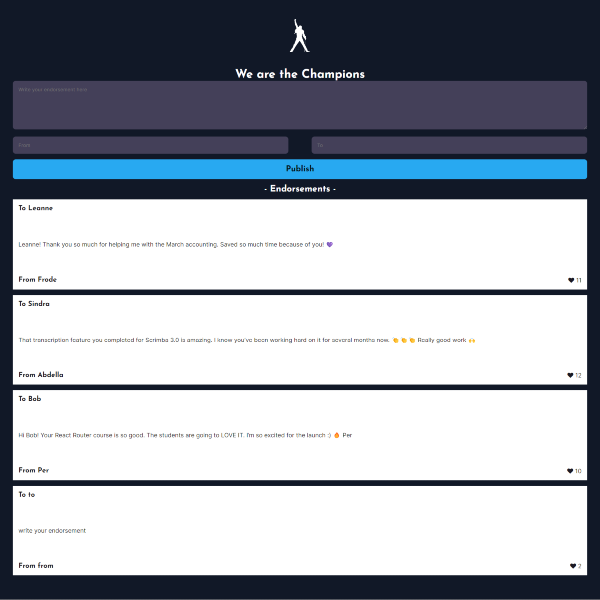 We are the Champions
Write your endorsement here
From
To
Publish
- Endorsements -
To Leanne
Leanne! Thank you so much for helping me with the March accounting. Saved so much time because of you! 💜
From Frode
🖤 11
To Sindra
That transcription feature you completed for Scrimba 3.0 is amazing. I know you've been working hard on it for several months now. 👏 👏 👏 Really good work 🙌
From Abdella
🖤 12
To Bob
Hi Bob! Your React Router course is so good. The students are going to LOVE IT. I'm so excited for the launch :) 🔥 Per
From Per
🖤 10
To to
write your endorsement
From from
🖤 2